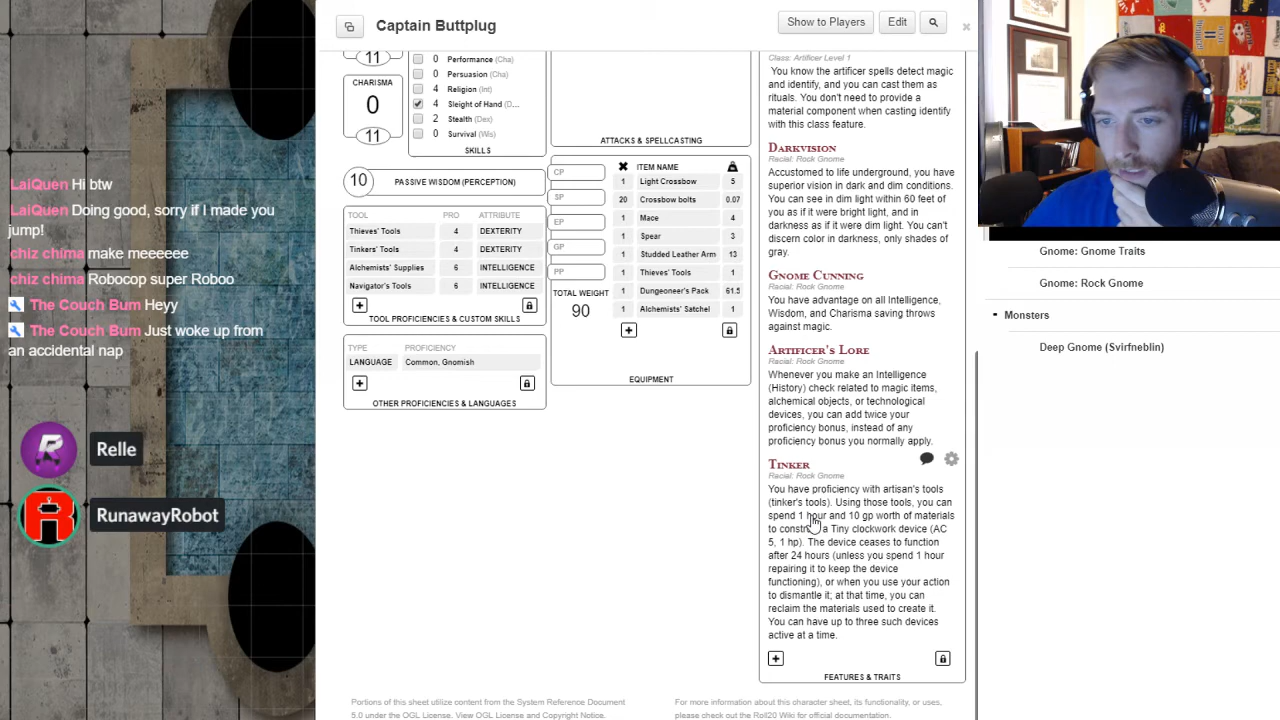 LaiQuen Hi btw
LaiQuen Doing good, sorry if I made you
jump!
chiz chima make meeeeee
chiz chima Robocop super Roboo
The Couch Bum Heyy
The Couch Bum Just woke up from
an accidental nap
R Relle
RunawayRobot
Captain Buttplug
Show to Players
Edit
11
CHARISMA
0
11
0 Performance (Cha)
0 Persuasion (Cha)
4 Religion (Int)
4 Sleight of Hand (D...
2 Stealth (Dex)
0 Survival (Wis)
SKILLS
10 PASSIVE WISDOM (PERCEPTION)
TOOL PRO ATTRIBUTE
Thieves' Tools 4 DEXTERITY
Tinkers' Tools 4 DEXTERITY
Alchemists' Supplies 6 INTELLIGENCE
Navigator's Tools 6 INTELLIGENCE
TOOL PROFICIENCIES & CUSTOM SKILLS
TYPE PROFICIENCY
LANGUAGE Common, Gnomish
OTHER PROFICIENCIES & LANGUAGES
ATTACKS & SPELLCASTING
CP
SP
EP
GP
PP
TOTAL WEIGHT
90
ITEM NAME
1 Light Crossbow 5
20 Crossbow bolts 0.07
1 Mace 4
1 Spear 3
1 Studded Leather Arm 13
1 Thieves' Tools 1
1 Dungeoneer's Pack 61.5
1 Alchemists' Satchel 1
EQUIPMENT
Class: Artificer Level 1
You know the artificer spells detect magic
and identify, and you can cast them as
rituals. You don't need to provide a
material component when casting identify
with this class feature.
DARKVISION
Racial: Rock Gnome
Accustomed to life underground, you have
superior vision in dark and dim conditions.
You can see in dim light within 60 feet of
you as if it were bright light, and in
darkness as if it were dim light. You can't
discern color in darkness, only shades of
gray.
GNOME CUNNING
Racial: Rock Gnome
You have advantage on all Intelligence,
Wisdom, and Charisma saving throws
against magic.
ARTIFICER'S LORE
Racial: Rock Gnome
Whenever you make an Intelligence
(History) check related to magic items,
alchemical objects, or technological
devices, you can add twice your
proficiency bonus, instead of any
proficiency bonus you normally apply.
TINKER
Racial: Rock Gnome
You have proficiency with artisan's tools
(tinker's tools). Using those tools, you can
spend 1 hour and 10 gp worth of materials
to a Tiny clockwork device (AC
5, 1 hp). The device ceases to function
after 24 hours (unless you spend 1 hour
repairing it to keep the device
functioning), or when you use your action
to dismantle it; at that time, you can
reclaim the materials used to create it.
You can have up to three such devices
active at a time.
FEATURES & TRAITS
Portions of this sheet utilize content from the System Reference Document
5.0 under the OGL License. View OGL License and Copyright Notice.
For more information about this character sheet, its functionality, or uses,
please check out the Roll20 Wiki for official documentation.
Gnome: Gnome Traits
Gnome: Rock Gnome
Monsters
Deep Gnome (Svirfneblin)